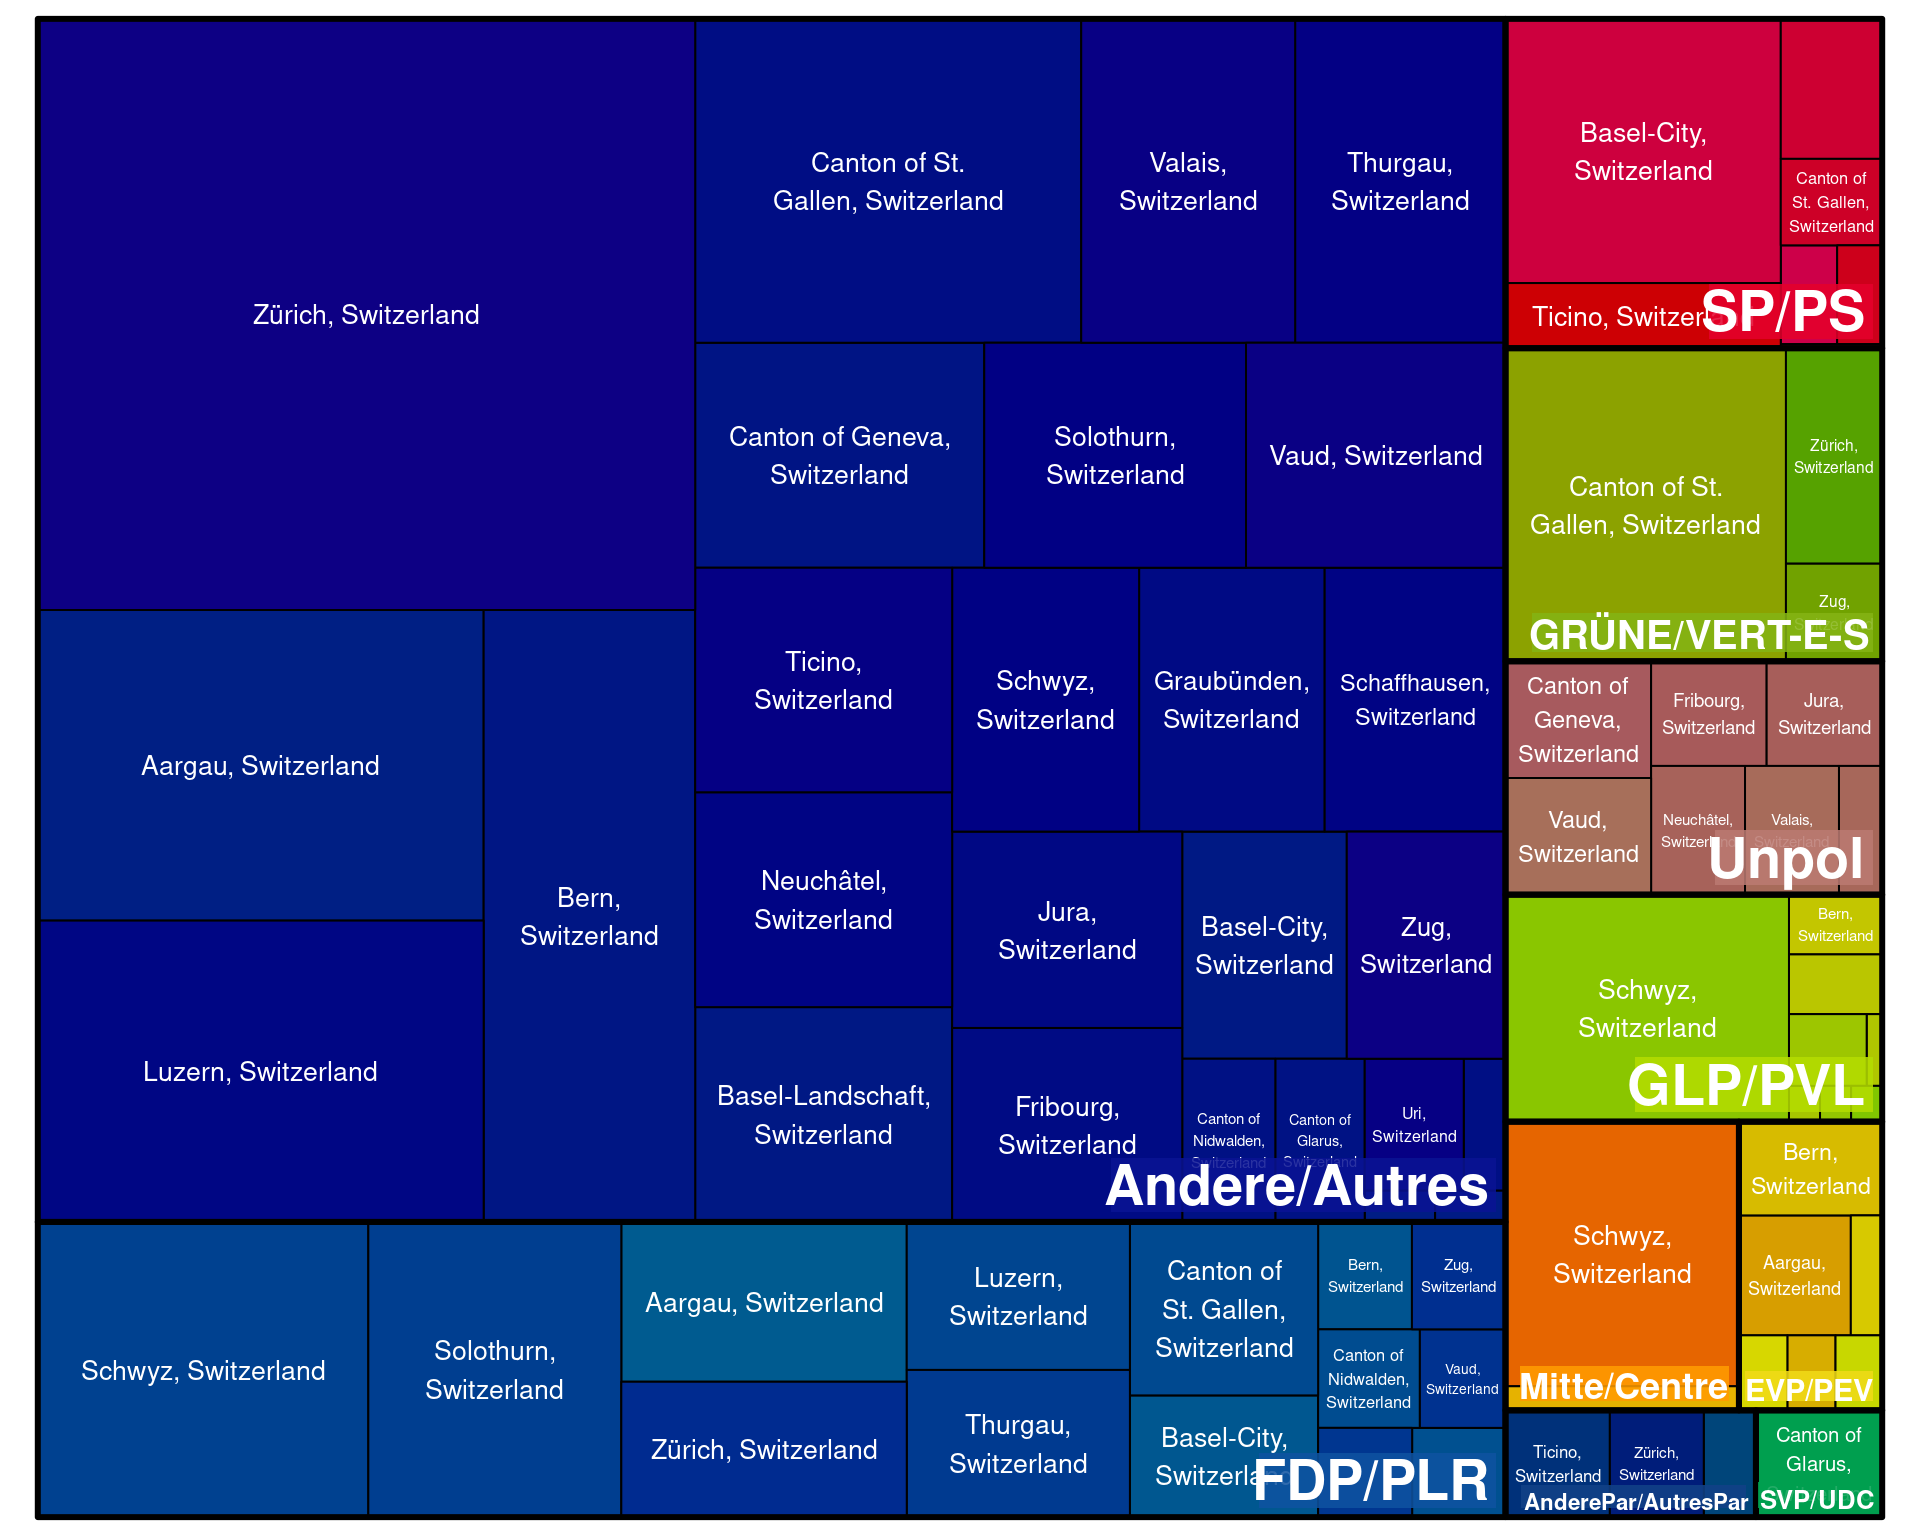 Zürich, Switzerland
Canton of St.
Gallen, Switzerland
Valais,
Switzerland
Thurgau,
Switzerland
Canton of Geneva,
Switzerland
Solothurn,
Switzerland
Vaud, Switzerland
Aargau, Switzerland
Bern,
Switzerland
Luzern, Switzerland
Ticino,
Switzerland
Schwyz,
Switzerland
Graubünden,
Switzerland
Schaffhausen,
Switzerland
Neuchâtel,
Switzerland
Jura,
Switzerland
Basel-City,
Switzerland
Zug,
Switzerland
Basel-Landschaft,
Switzerland
Fribourg,
Switzerland
Canton of
Nidwalden,
Switzerland
Canton of
Glarus,
Switzerland
Uri,
Switzerland
Andere/Autres
Schwyz, Switzerland
Solothurn,
Switzerland
Aargau, Switzerland
Zürich, Switzerland
Luzern,
Switzerland
Thurgau,
Switzerland
Canton of
St. Gallen,
Switzerland
Basel-City,
Switzerland
Bern,
Switzerland
Zug,
Switzerland
Canton of
Nidwalden,
Switzerland
Vaud,
Switzerland
FDP/PLR
Basel-City,
Switzerland
Canton of
St. Gallen,
Switzerland
Ticino, Switzerland
SP/PS
Canton of St.
Gallen, Switzerland
Zürich,
Switzerland
Zug,
Switzerland
GRÜNE/VERT-E-S
Canton of
Geneva,
Switzerland
Fribourg,
Switzerland
Jura,
Switzerland
Vaud,
Switzerland
Neuchâtel,
Switzerland
Valais,
Switzerland
Unpol
Schwyz,
Switzerland
Bern,
Switzerland
GLP/PVL
Schwyz,
Switzerland
Mitte/Centre
Bern,
Switzerland
Aargau,
Switzerland
EVP/PEV
Ticino,
Switzerland
Zürich,
Switzerland
AnderePar/AutresPar
Canton of
Glarus,
SVP/UDC